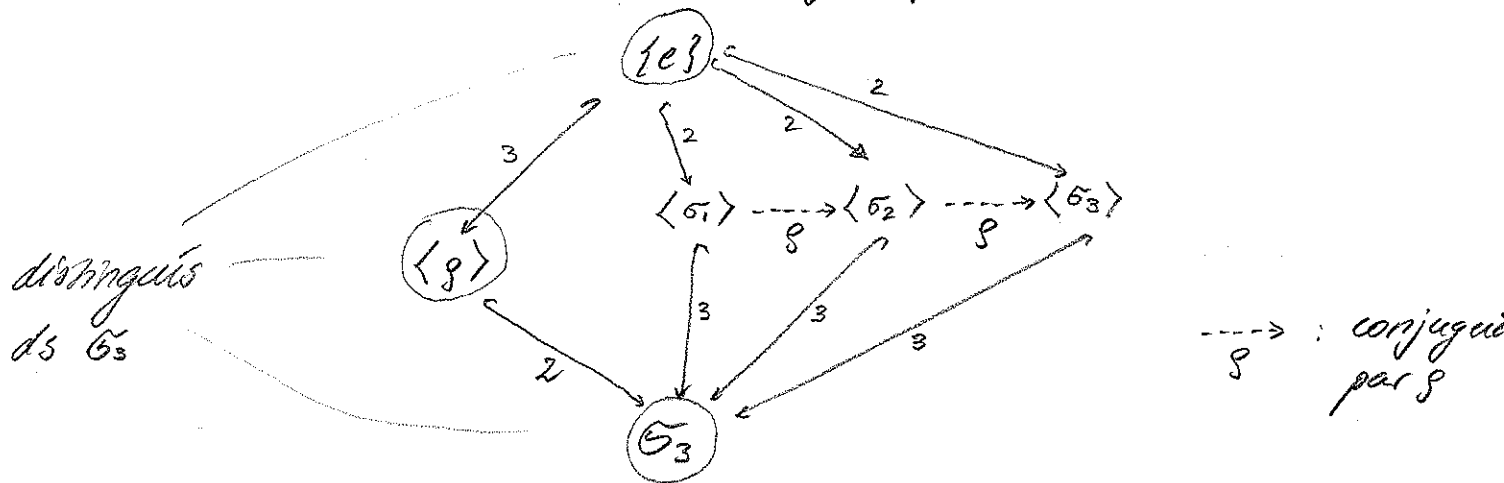 {e}
2
3 2 2
⟨σ₁⟩ ----> ⟨σ₂⟩ ----> ⟨σ₃⟩
ρ ρ
⟨ρ⟩
distingués
ds 𝔖₃
3 3 3
----> : conjugué
ρ par ρ
2
𝔖₃